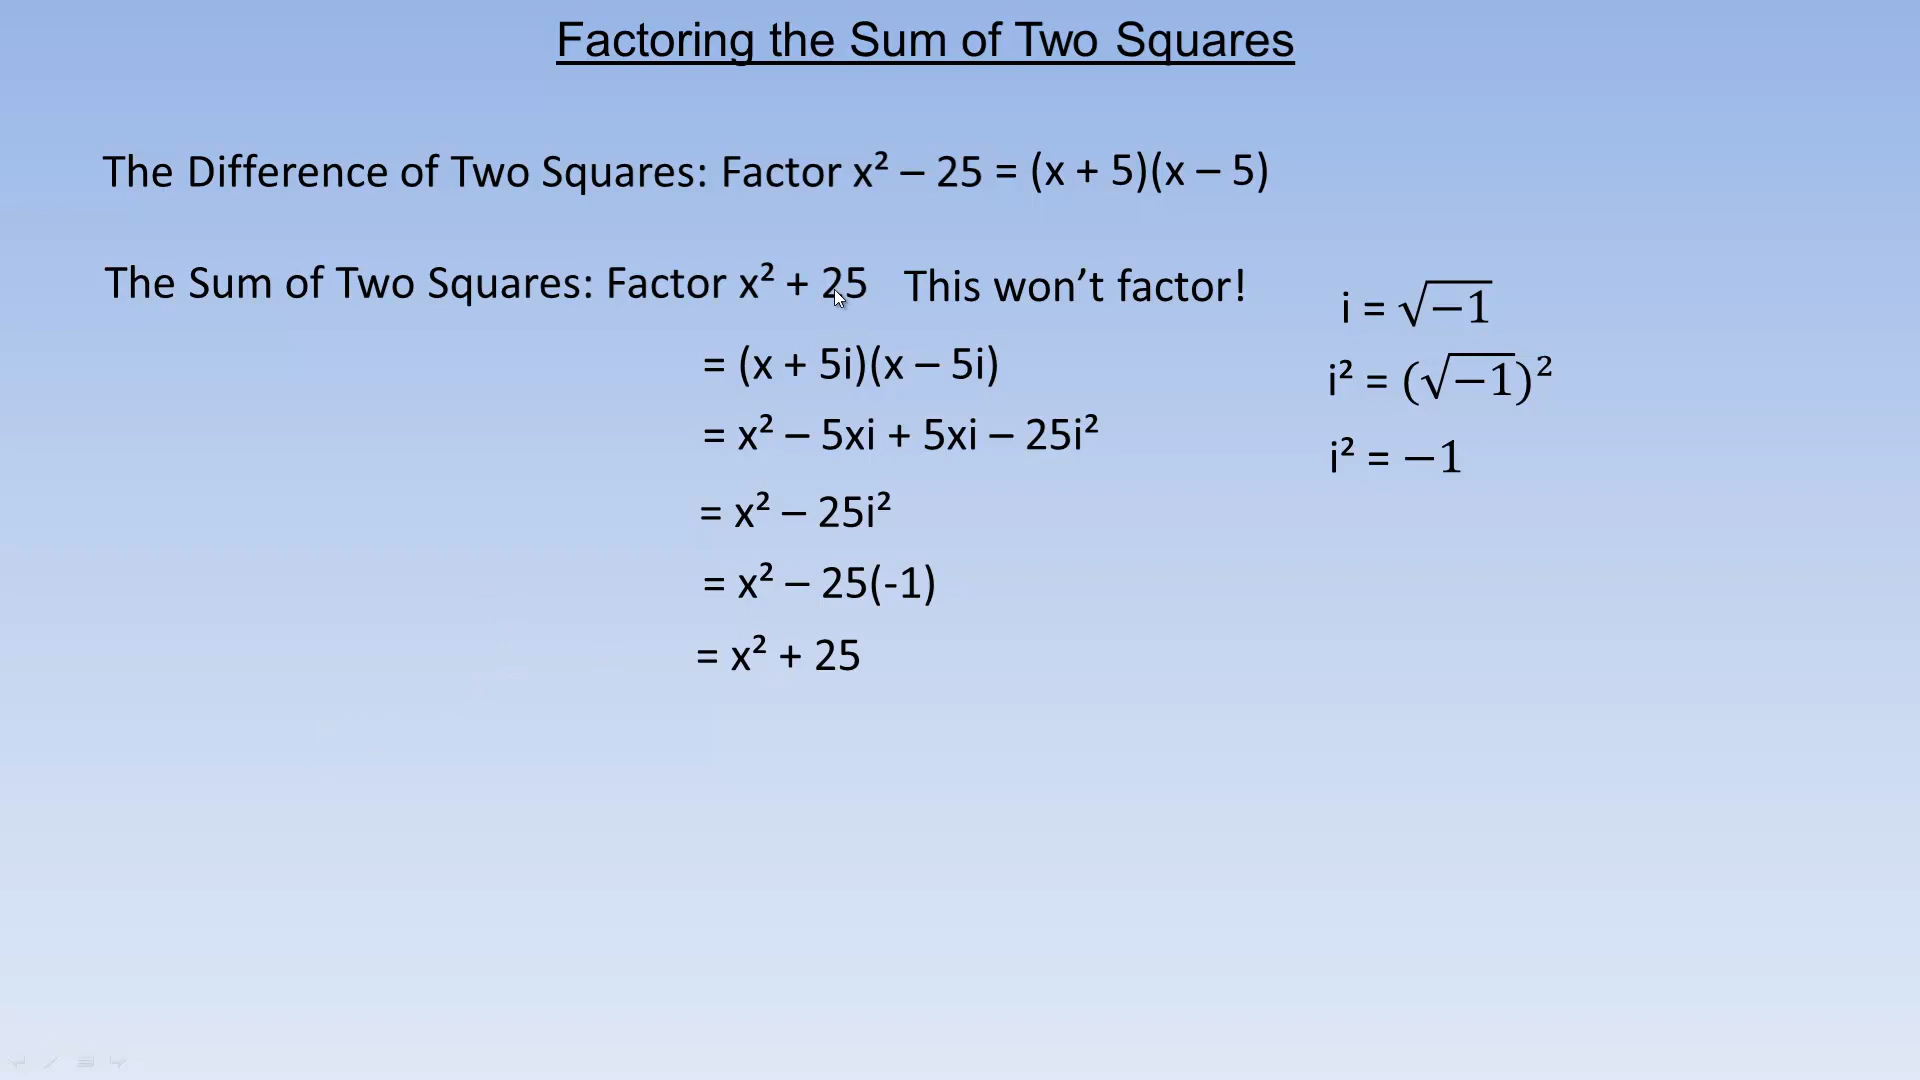 Factoring the Sum of Two Squares
The Difference of Two Squares: Factor x² – 25 = (x + 5)(x – 5)
The Sum of Two Squares: Factor x² + 25 This won’t factor!
= (x + 5i)(x – 5i)
= x² – 5xi + 5xi – 25i²
= x² – 25i²
= x² – 25(-1)
= x² + 25
i = √−1
i² = (√−1)²
i² = −1